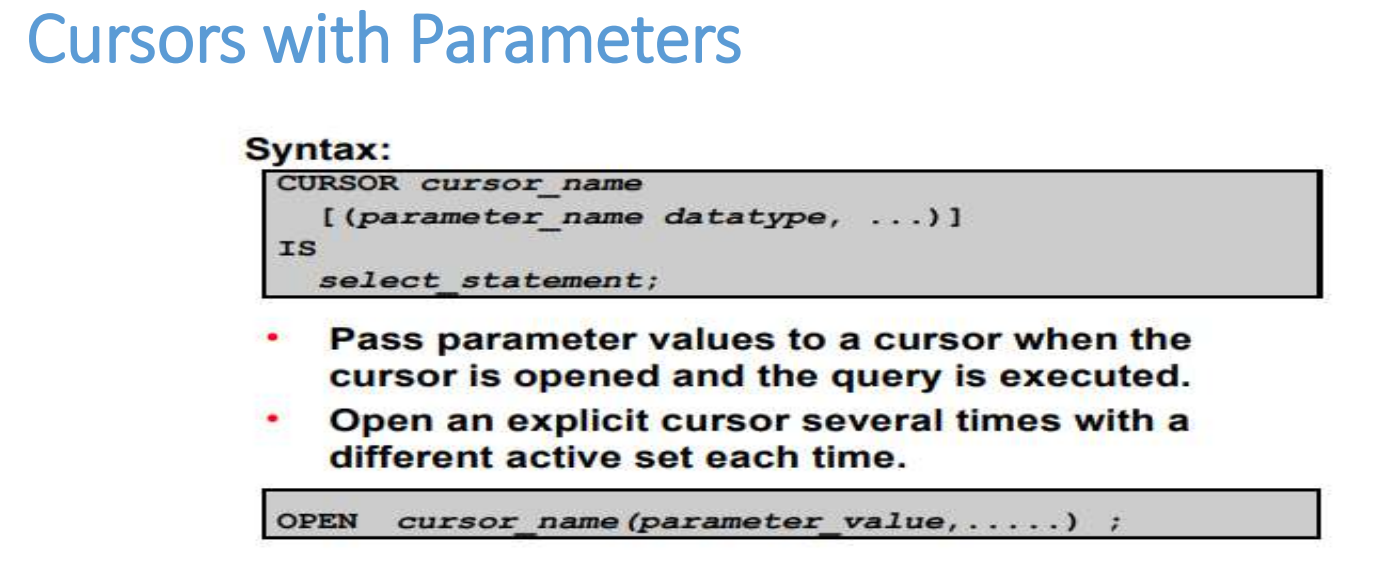 Cursors with Parameters
Syntax:
CURSOR cursor_name
[(parameter_name datatype, ...)]
IS
select_statement;
• Pass parameter values to a cursor when the
cursor is opened and the query is executed.
• Open an explicit cursor several times with a
different active set each time.
OPEN cursor_name(parameter_value,.....) ;